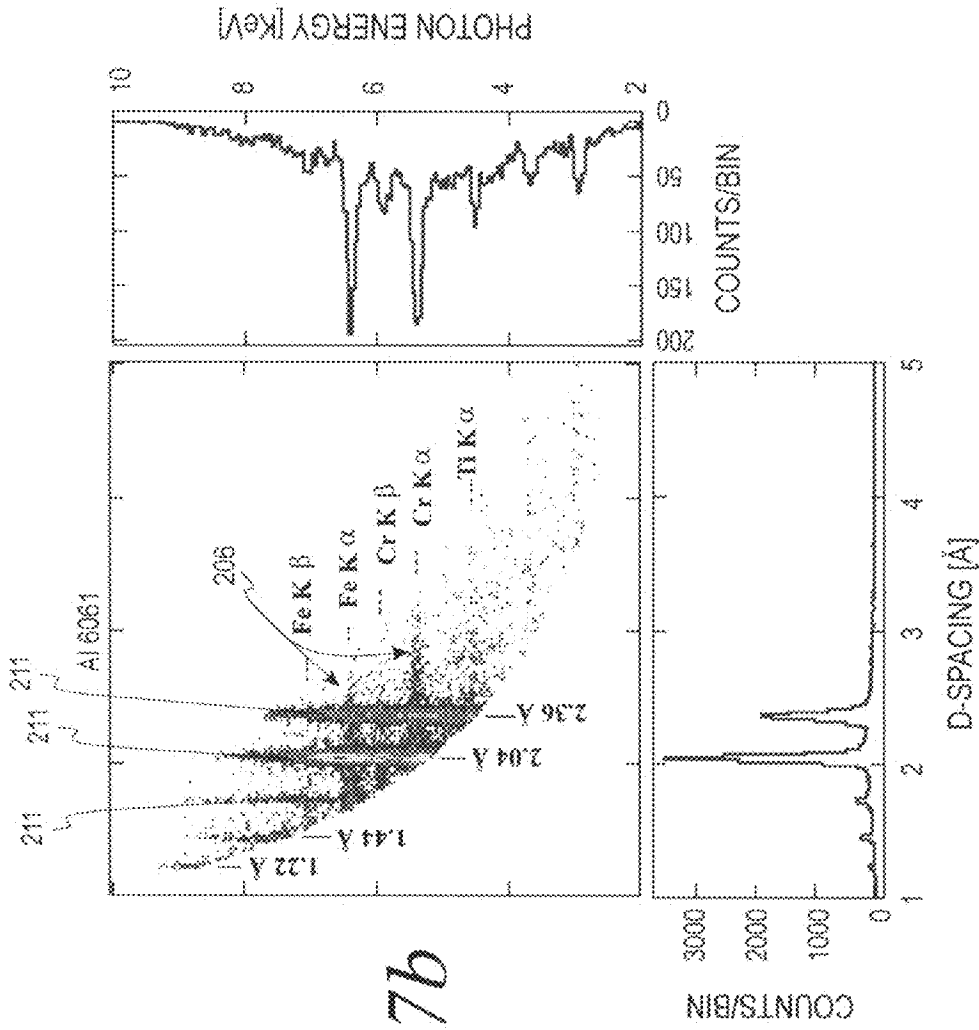 7b
Al 6061
211
211
211
206
Fe K β
Fe K α
Cr K β
Cr K α
Ti K α
1.22 Å
1.44 Å
2.04 Å
2.36 Å
PHOTON ENERGY [KeV]
10
8
6
4
2
200
150
100
50
0
COUNTS/BIN
COUNTS/BIN
3000
2000
1000
0
1
2
3
4
5
D-SPACING [Å]